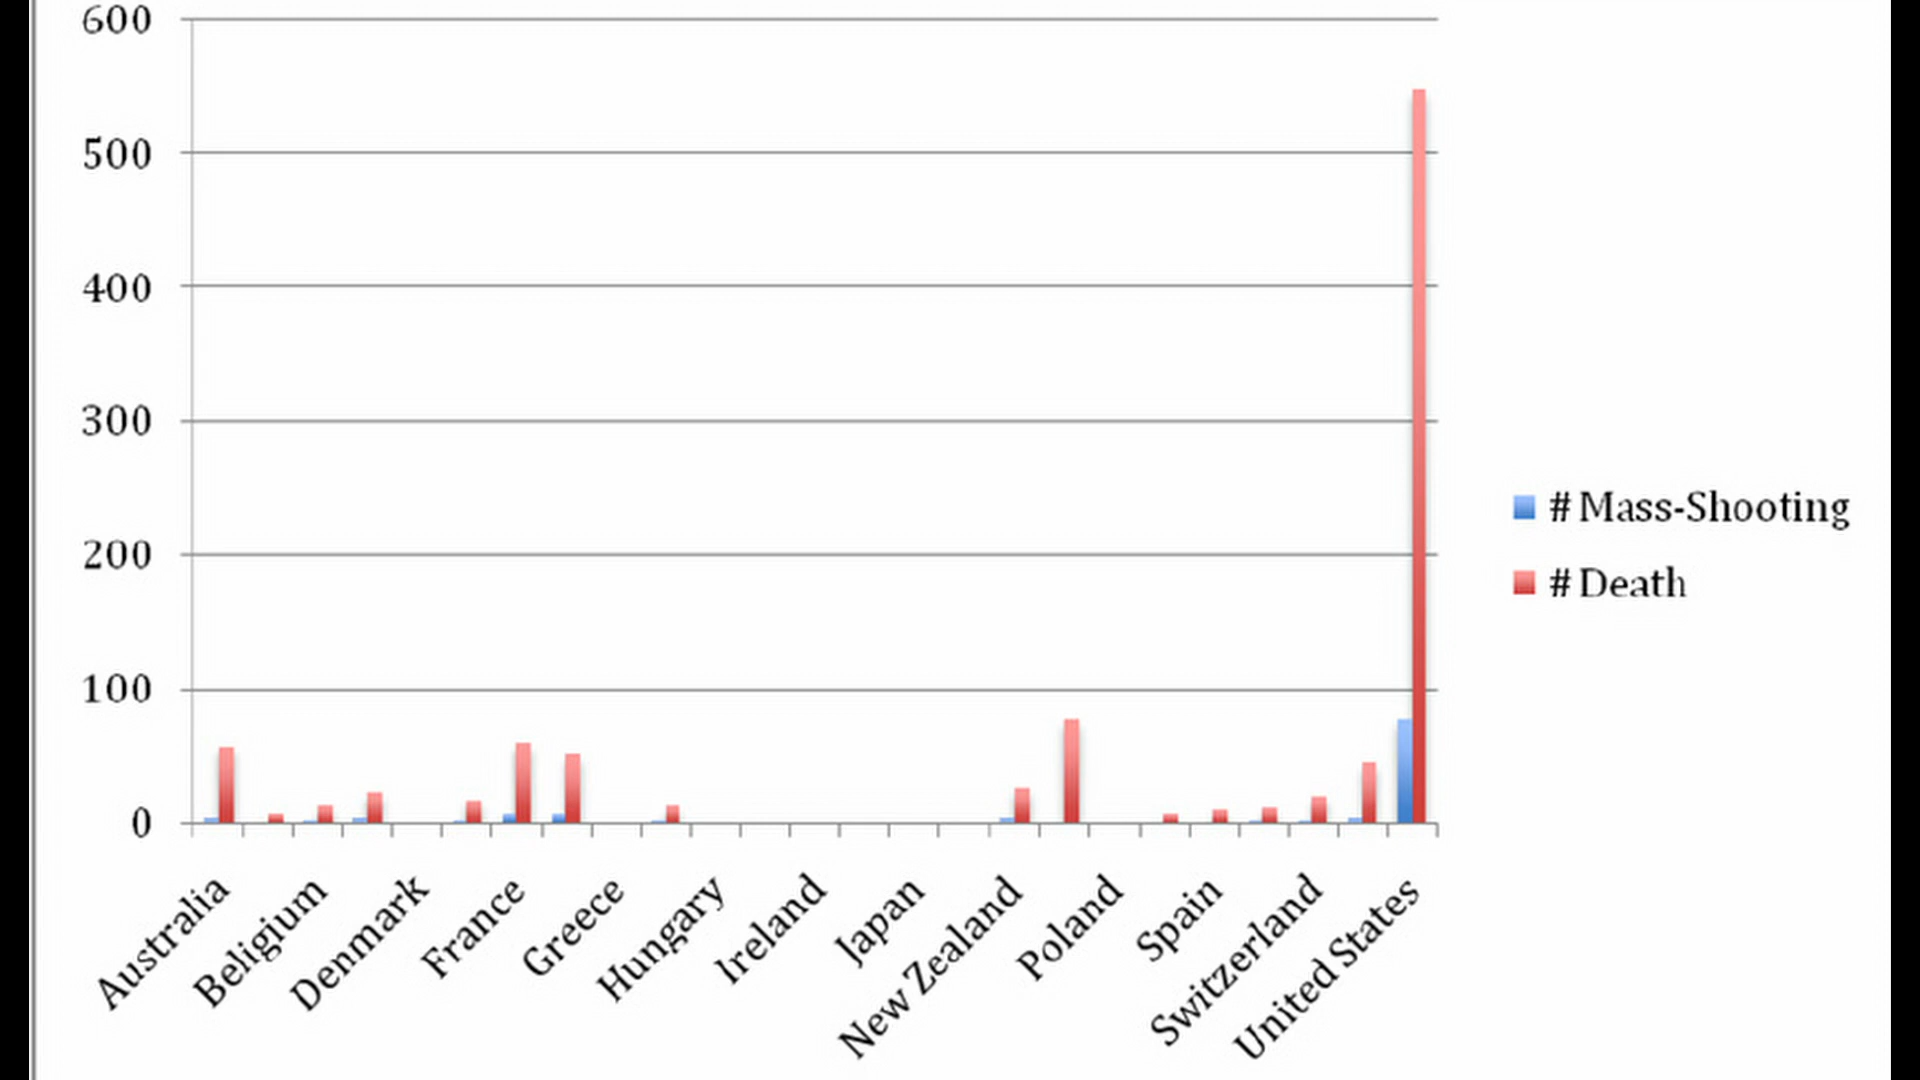 600
500
400
300
200
100
0
Australia
Beligium
Denmark
France
Greece
Hungary
Ireland
Japan
New Zealand
Poland
Spain
Switzerland
United States
# Mass-Shooting
# Death